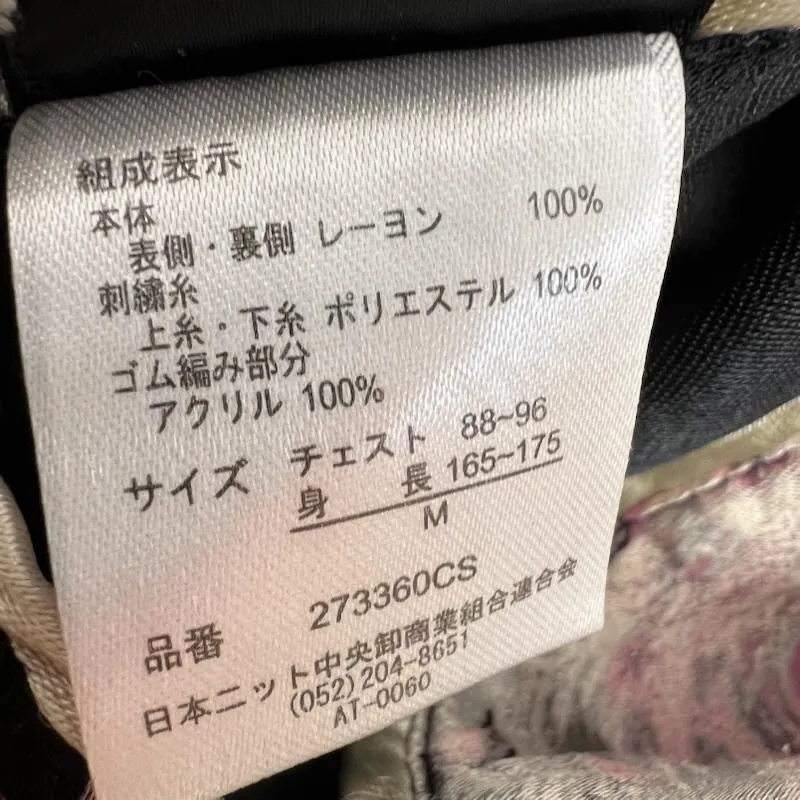 組成表示
本体
表側・裏側 レーヨン 100%
刺繍糸
上糸・下糸 ポリエステル 100%
ゴム編み部分
アクリル 100%
サイズ チェスト 88~96
身 長 165~175
M
品番 273360CS
日本ニット中央卸商業組合連合会
(052)204-8651
AT-0060